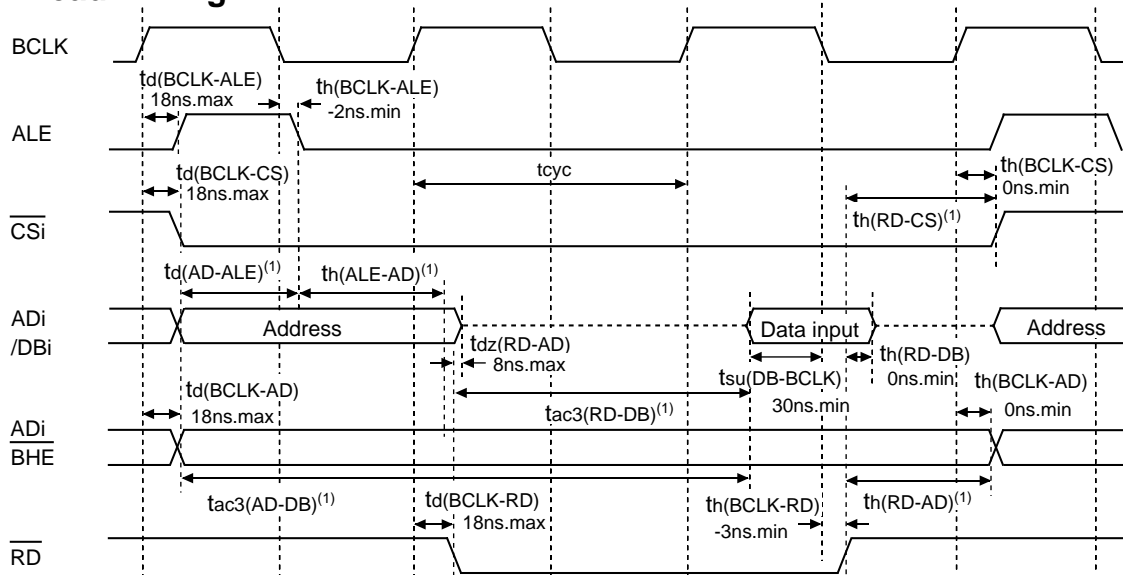 BCLK
td(BCLK-ALE)
18ns.max
th(BCLK-ALE)
-2ns.min
ALE
td(BCLK-CS)
18ns.max
tcyc
th(BCLK-CS)
0ns.min
th(RD-CS)(1)
CSi
td(AD-ALE)(1)
th(ALE-AD)(1)
ADi
/DBi
Address
Data input
Address
tdz(RD-AD)
8ns.max
th(RD-DB)
0ns.min
tsu(DB-BCLK)
30ns.min
th(BCLK-AD)
0ns.min
td(BCLK-AD)
18ns.max
tac3(RD-DB)(1)
ADi
BHE
tac3(AD-DB)(1)
td(BCLK-RD)
18ns.max
th(BCLK-RD)
-3ns.min
th(RD-AD)(1)
RD